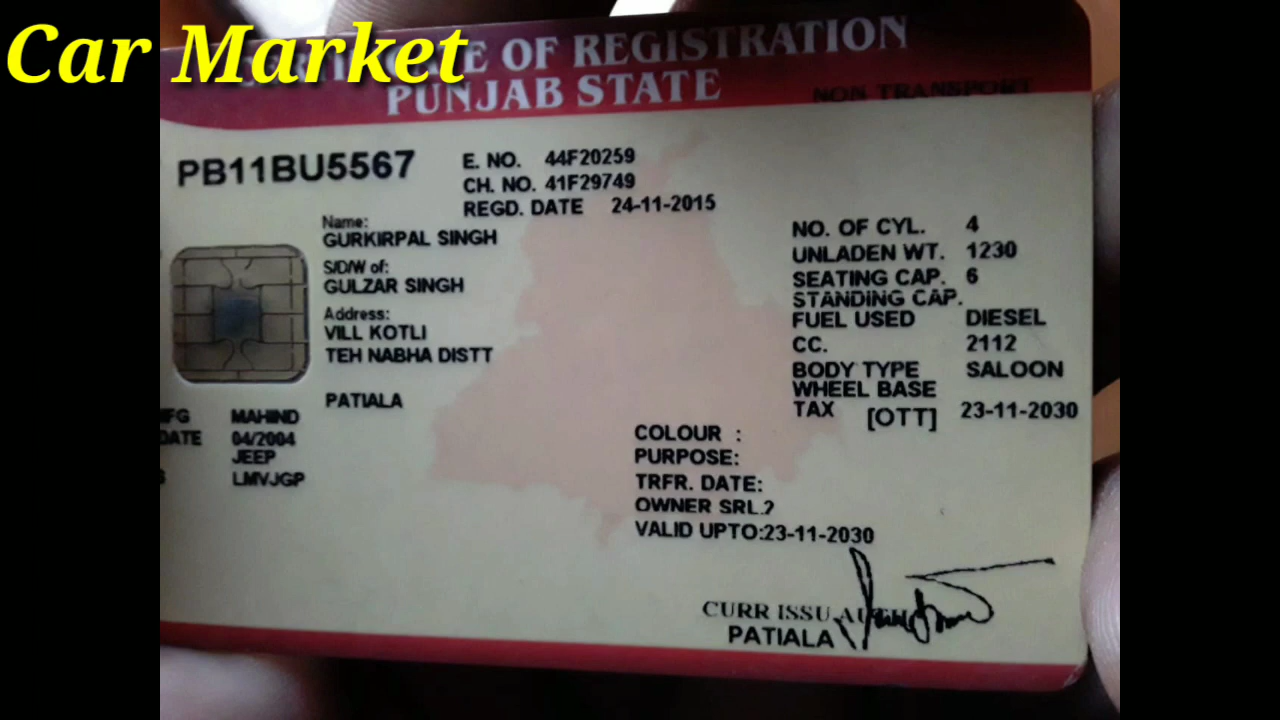 Car Market
E OF REGISTRATION
PUNJAB STATE
NON TRANSPORT
PB11BU5567
E. NO. 44F20259
CH. NO. 41F29749
REGD. DATE 24-11-2015
Name:
GURKIRPAL SINGH
S/D/W of:
GULZAR SINGH
Address:
VILL KOTLI
TEH NABHA DISTT
PATIALA
FG MAHIND
DATE 04/2004
JEEP
LMVJGP
NO. OF CYL. 4
UNLADEN WT. 1230
SEATING CAP. 6
STANDING CAP.
FUEL USED DIESEL
CC. 2112
BODY TYPE SALOON
WHEEL BASE
TAX [OTT] 23-11-2030
COLOUR :
PURPOSE:
TRFR. DATE:
OWNER SRL.2
VALID UPTO:23-11-2030
CURR ISSU AUTH
PATIALA